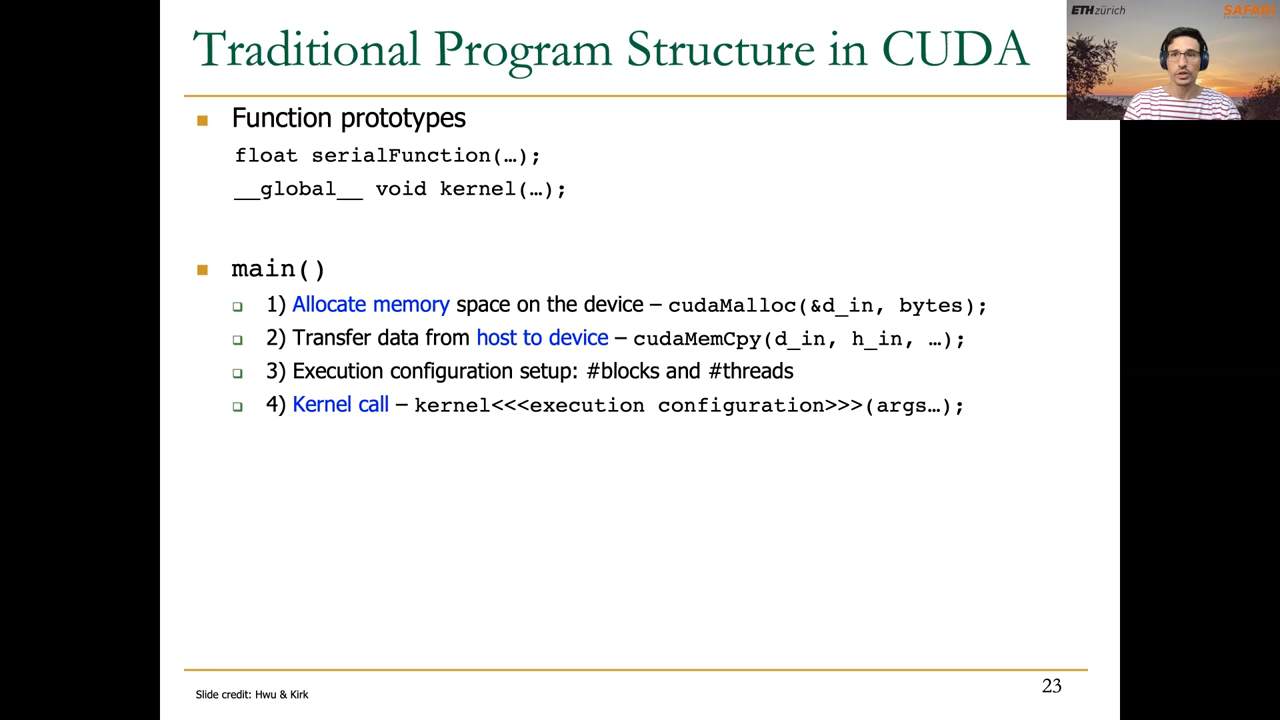 Traditional Program Structure in CUDA
ETH zürich
SAFARI
Function prototypes
float serialFunction(…);
__global__ void kernel(…);
main()
1) Allocate memory space on the device – cudaMalloc(&d_in, bytes);
2) Transfer data from host to device – cudaMemCpy(d_in, h_in, …);
3) Execution configuration setup: #blocks and #threads
4) Kernel call – kernel<<<execution configuration>>>(args…);
Slide credit: Hwu & Kirk
23